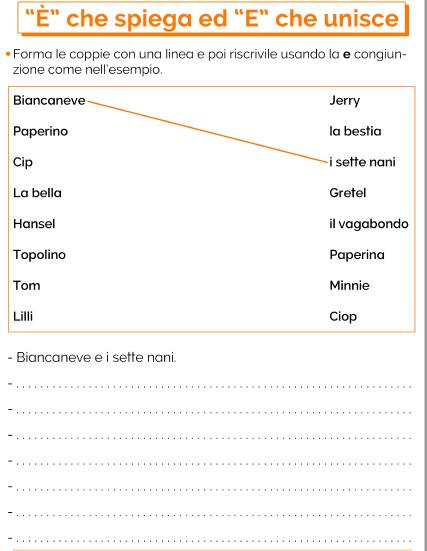 "È" che spiega ed "E" che unisce
• Forma le coppie con una linea e poi riscrivile usando la e congiun-
zione come nell'esempio.
Biancaneve Jerry
Paperino la bestia
Cip i sette nani
La bella Gretel
Hansel il vagabondo
Topolino Paperina
Tom Minnie
Lilli Ciop
- Biancaneve e i sette nani.
- . . . . . . . . . . . . . . . . . . . . . . . . . . . . . .
- . . . . . . . . . . . . . . . . . . . . . . . . . . . . . .
- . . . . . . . . . . . . . . . . . . . . . . . . . . . . . .
- . . . . . . . . . . . . . . . . . . . . . . . . . . . . . .
- . . . . . . . . . . . . . . . . . . . . . . . . . . . . . .
- . . . . . . . . . . . . . . . . . . . . . . . . . . . . . .
- . . . . . . . . . . . . . . . . . . . . . . . . . . . . . .